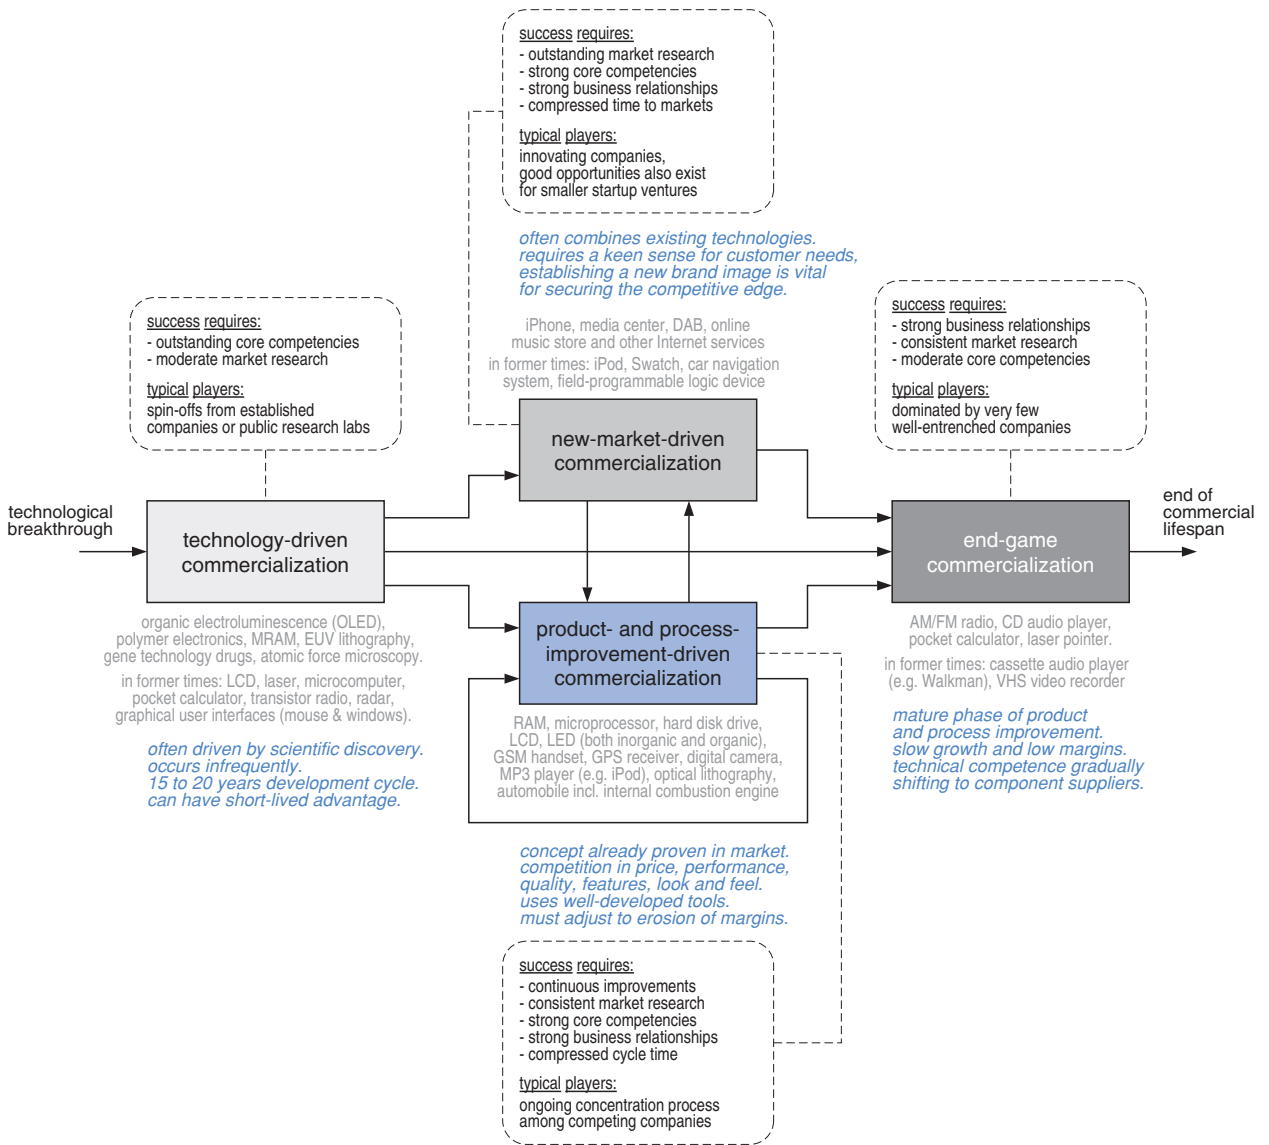 success requires:
- outstanding market research
- strong core competencies
- strong business relationships
- compressed time to markets
typical players:
innovating companies,
good opportunities also exist
for smaller startup ventures
often combines existing technologies.
requires a keen sense for customer needs,
establishing a new brand image is vital
for securing the competitive edge.
iPhone, media center, DAB, online
music store and other Internet services
in former times: iPod, Swatch, car navigation
system, field-programmable logic device
new-market-driven
commercialization
success requires:
- outstanding core competencies
- moderate market research
typical players:
spin-offs from established
companies or public research labs
technological
breakthrough
technology-driven
commercialization
organic electroluminescence (OLED),
polymer electronics, MRAM, EUV lithography,
gene technology drugs, atomic force microscopy.
in former times: LCD, laser, microcomputer,
pocket calculator, transistor radio, radar,
graphical user interfaces (mouse & windows).
often driven by scientific discovery.
occurs infrequently.
15 to 20 years development cycle.
can have short-lived advantage.
product- and process-
improvement-driven
commercialization
RAM, microprocessor, hard disk drive,
LCD, LED (both inorganic and organic),
GSM handset, GPS receiver, digital camera,
MP3 player (e.g. iPod), optical lithography,
automobile incl. internal combustion engine
concept already proven in market.
competition in price, performance,
quality, features, look and feel.
uses well-developed tools.
must adjust to erosion of margins.
success requires:
- continuous improvements
- consistent market research
- strong core competencies
- strong business relationships
- compressed cycle time
typical players:
ongoing concentration process
among competing companies
success requires:
- strong business relationships
- consistent market research
- moderate core competencies
typical players:
dominated by very few
well-entrenched companies
end-game
commercialization
end of
commercial
lifespan
AM/FM radio, CD audio player,
pocket calculator, laser pointer.
in former times: cassette audio player
(e.g. Walkman), VHS video recorder
mature phase of product
and process improvement.
slow growth and low margins.
technical competence gradually
shifting to component suppliers.